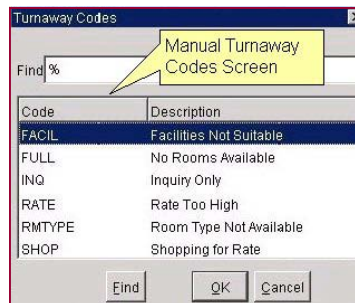 Turnaway Codes
Manual Turnaway
Codes Screen
Find %
Code Description
FACIL Facilities Not Suitable
FULL No Rooms Available
INQ Inquiry Only
RATE Rate Too High
RMTYPE Room Type Not Available
SHOP Shopping for Rate
Find OK Cancel